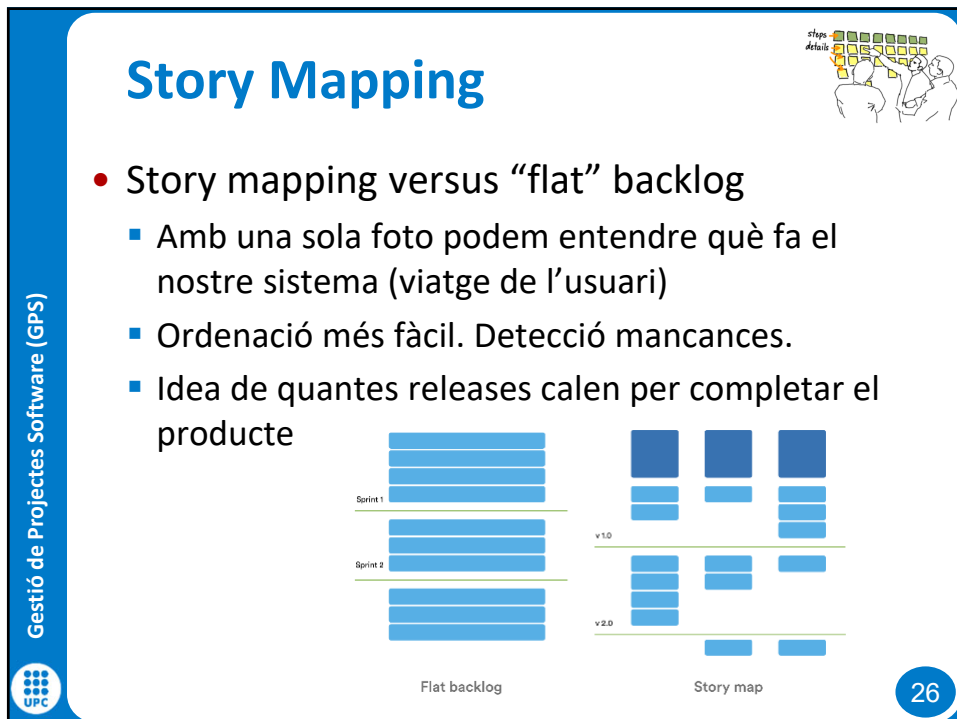 Story Mapping
steps
details
• Story mapping versus “flat” backlog
▪ Amb una sola foto podem entendre què fa el
nostre sistema (viatge de l’usuari)
▪ Ordenació més fàcil. Detecció mancances.
▪ Idea de quantes releases calen per completar el
producte
Sprint 1
Sprint 2
Flat backlog
v 1.0
v 2.0
Story map
Gestió de Projectes Software (GPS)
UPC
26